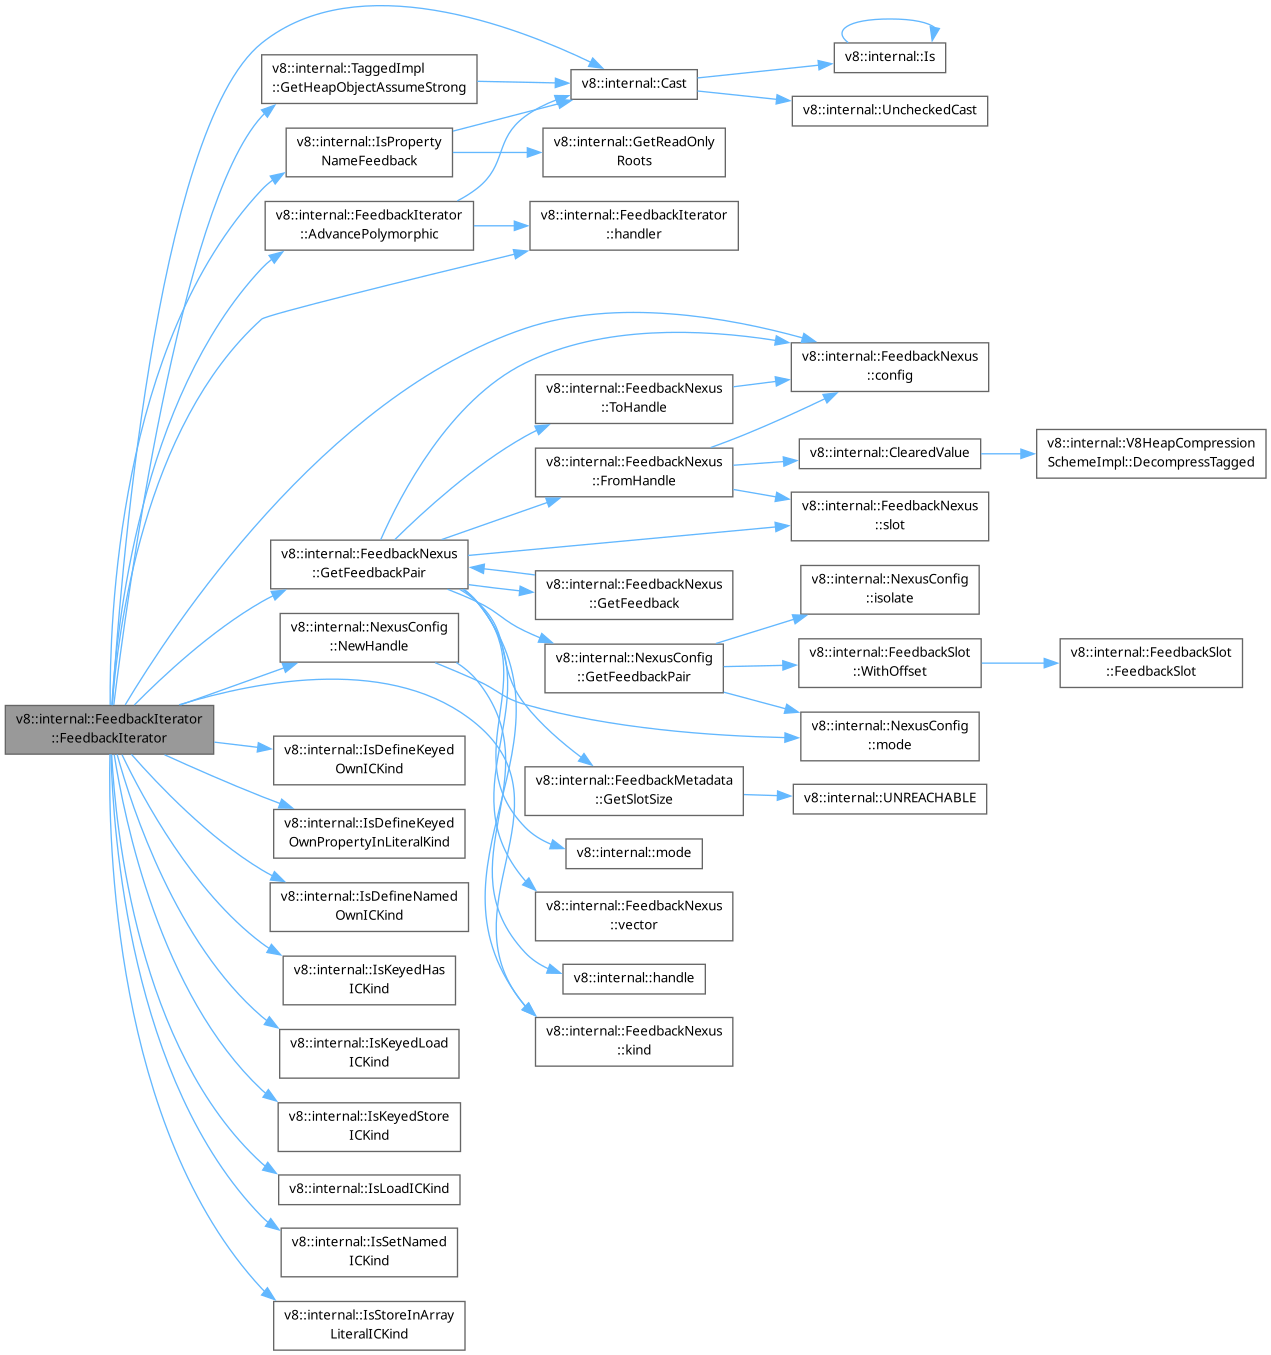 v8::internal::FeedbackIterator
::FeedbackIterator
v8::internal::TaggedImpl
::GetHeapObjectAssumeStrong
v8::internal::IsProperty
NameFeedback
v8::internal::FeedbackIterator
::AdvancePolymorphic
v8::internal::FeedbackNexus
::GetFeedbackPair
v8::internal::NexusConfig
::NewHandle
v8::internal::IsDefineKeyed
OwnICKind
v8::internal::IsDefineKeyed
OwnPropertyInLiteralKind
v8::internal::IsDefineNamed
OwnICKind
v8::internal::IsKeyedHas
ICKind
v8::internal::IsKeyedLoad
ICKind
v8::internal::IsKeyedStore
ICKind
v8::internal::IsLoadICKind
v8::internal::IsSetNamed
ICKind
v8::internal::IsStoreInArray
LiteralICKind
v8::internal::Cast
v8::internal::GetReadOnly
Roots
v8::internal::FeedbackIterator
::handler
v8::internal::FeedbackNexus
::ToHandle
v8::internal::FeedbackNexus
::FromHandle
v8::internal::FeedbackNexus
::GetFeedback
v8::internal::NexusConfig
::GetFeedbackPair
v8::internal::FeedbackMetadata
::GetSlotSize
v8::internal::mode
v8::internal::FeedbackNexus
::vector
v8::internal::handle
v8::internal::FeedbackNexus
::kind
v8::internal::Is
v8::internal::UncheckedCast
v8::internal::FeedbackNexus
::config
v8::internal::ClearedValue
v8::internal::FeedbackNexus
::slot
v8::internal::NexusConfig
::isolate
v8::internal::FeedbackSlot
::WithOffset
v8::internal::NexusConfig
::mode
v8::internal::UNREACHABLE
v8::internal::V8HeapCompression
SchemeImpl::DecompressTagged
v8::internal::FeedbackSlot
::FeedbackSlot